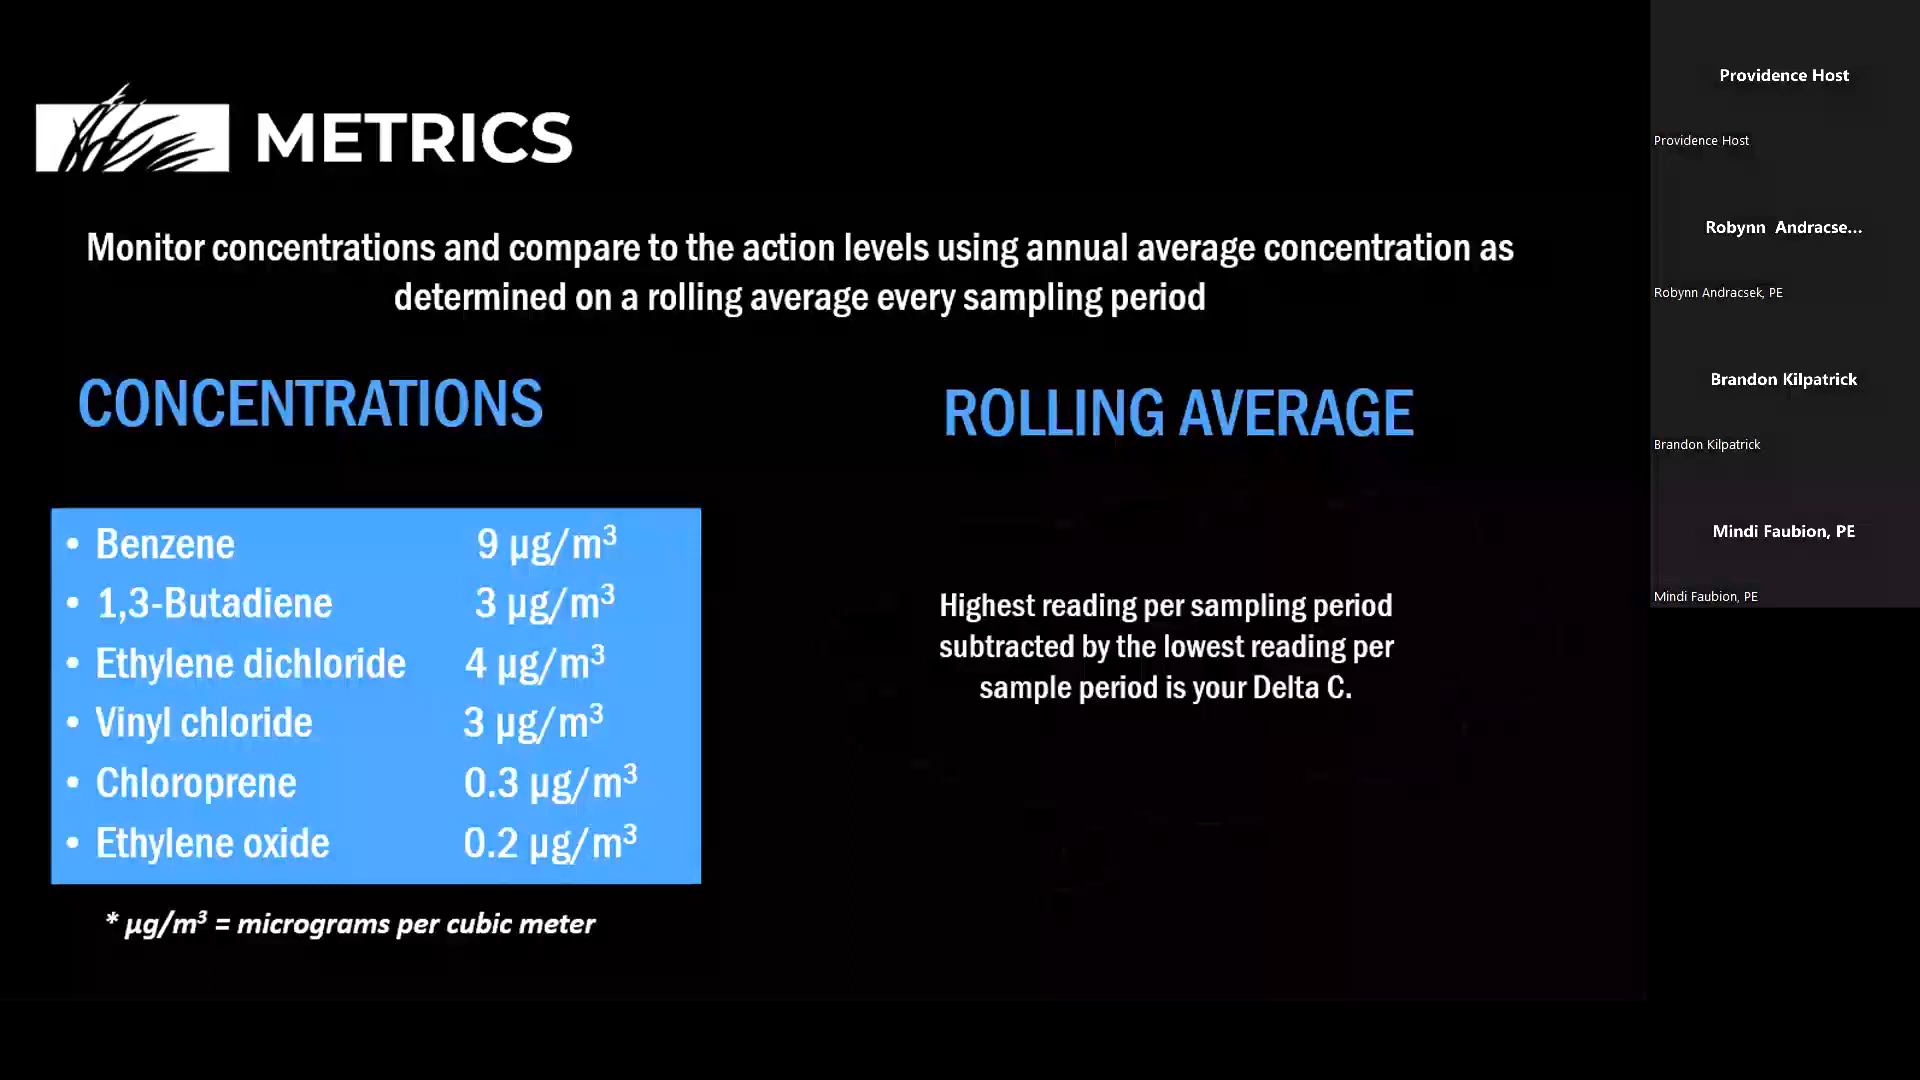 METRICS
Monitor concentrations and compare to the action levels using annual average concentration as
determined on a rolling average every sampling period
CONCENTRATIONS
• Benzene 9 µg/m³
• 1,3-Butadiene 3 µg/m³
• Ethylene dichloride 4 µg/m³
• Vinyl chloride 3 µg/m³
• Chloroprene 0.3 µg/m³
• Ethylene oxide 0.2 µg/m³
* µg/m³ = micrograms per cubic meter
ROLLING AVERAGE
Highest reading per sampling period
subtracted by the lowest reading per
sample period is your Delta C.
Providence Host
Providence Host
Robynn Andracse...
Robynn Andracsek, PE
Brandon Kilpatrick
Brandon Kilpatrick
Mindi Faubion, PE
Mindi Faubion, PE